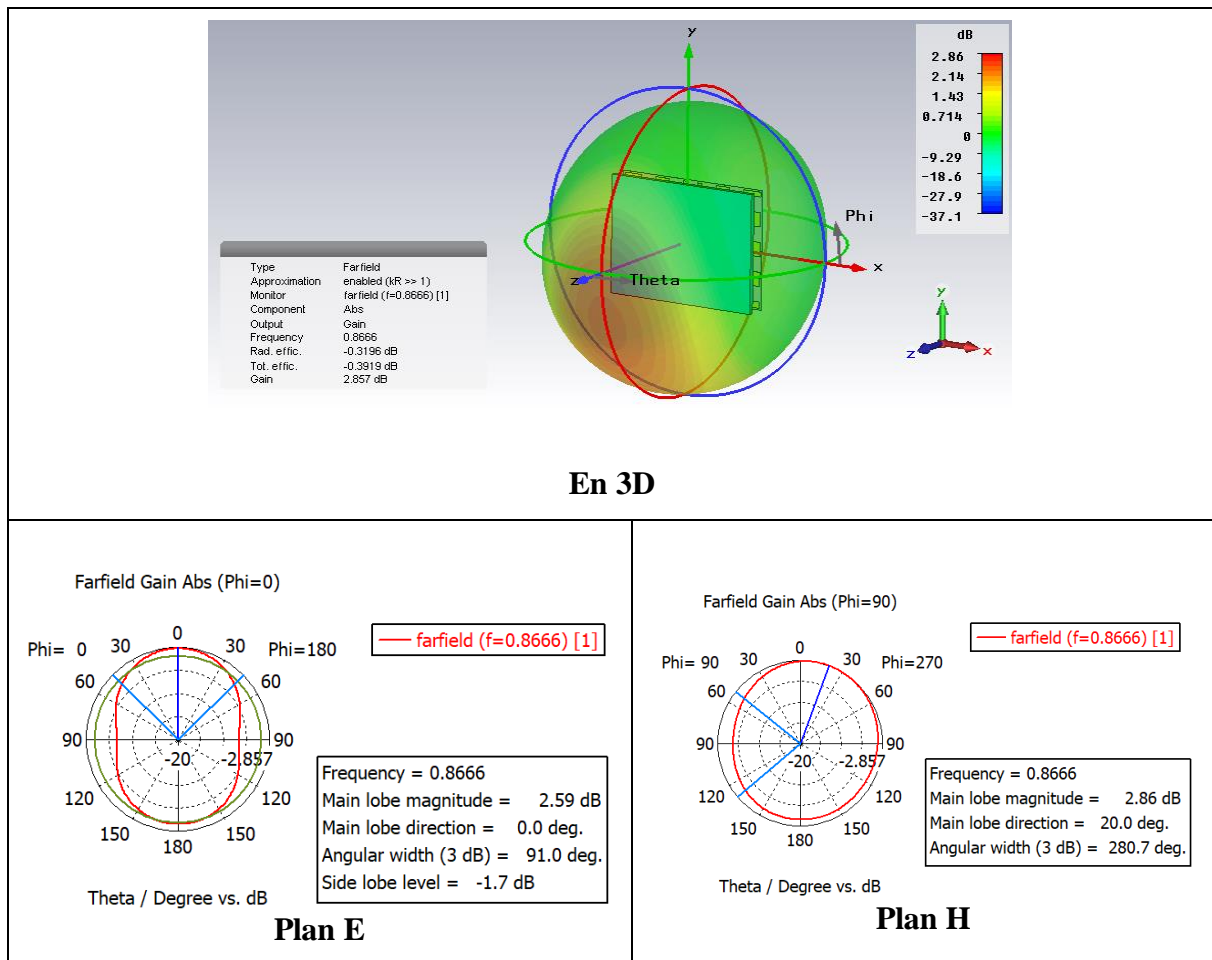 y
dB
2.86
2.14
1.43
0.714
0
-9.29
-18.6
-27.9
-37.1
Phi
x
z
Theta
y
z
x
Type Farfield
Approximation enabled (kR >> 1)
Monitor farfield (f=0.8666) [1]
Component Abs
Output Gain
Frequency 0.8666
Rad. effic. -0.3196 dB
Tot. effic. -0.3919 dB
Gain 2.857 dB
En 3D
Farfield Gain Abs (Phi=0)
farfield (f=0.8666) [1]
0
Phi= 0 30 30 Phi=180
60 60
90 -20 -2.857 90
120 120
150 150
180
Theta / Degree vs. dB
Frequency = 0.8666
Main lobe magnitude = 2.59 dB
Main lobe direction = 0.0 deg.
Angular width (3 dB) = 91.0 deg.
Side lobe level = -1.7 dB
Plan E
Farfield Gain Abs (Phi=90)
farfield (f=0.8666) [1]
0
Phi= 90 30 30 Phi=270
60 60
90 -20 -2.857 90
120 120
150 150
180
Theta / Degree vs. dB
Frequency = 0.8666
Main lobe magnitude = 2.86 dB
Main lobe direction = 20.0 deg.
Angular width (3 dB) = 280.7 deg.
Plan H